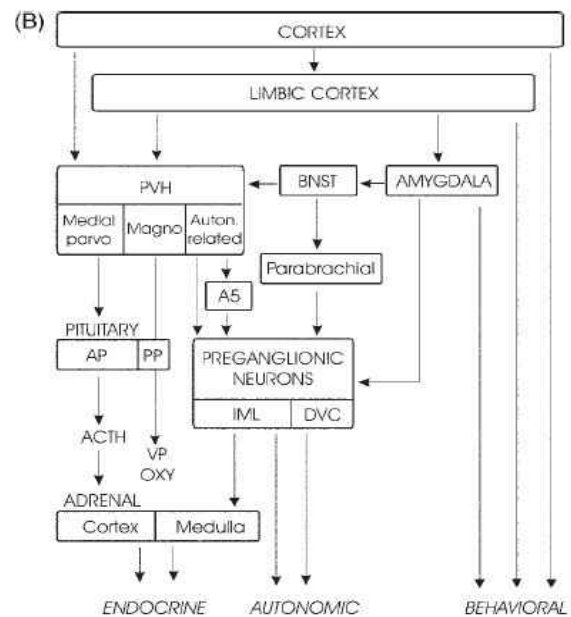 (B)
CORTEX
LIMBIC CORTEX
PVH
BNST
AMYGDALA
Medial parvo
Magno
Auton. related
Parabrachial
A5
PITUITARY
AP
PP
PREGANGLIONIC
NEURONS
IML
DVC
ACTH
VP
OXY
ADRENAL
Cortex
Medulla
ENDOCRINE
AUTONOMIC
BEHAVIORAL